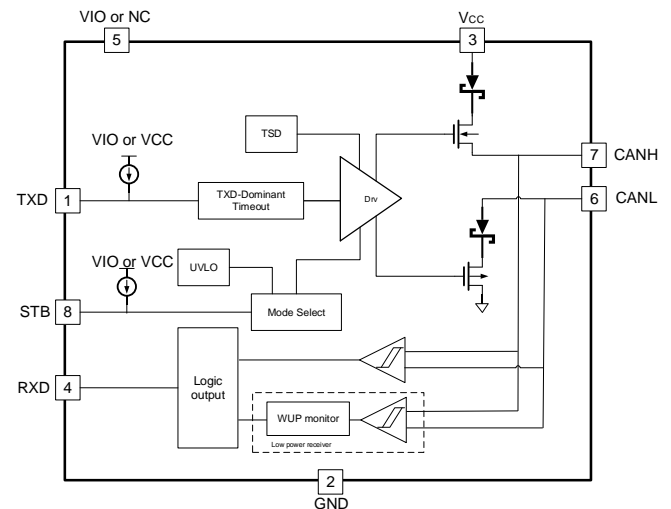 VIO or NC
5
VCC
3
VIO or VCC
TSD
7
CANH
TXD
1
TXD-Dominant
Timeout
Drv
6
CANL
VIO or VCC
UVLO
STB
8
Mode Select
RXD
4
Logic
output
WUP monitor
Low power receiver
2
GND